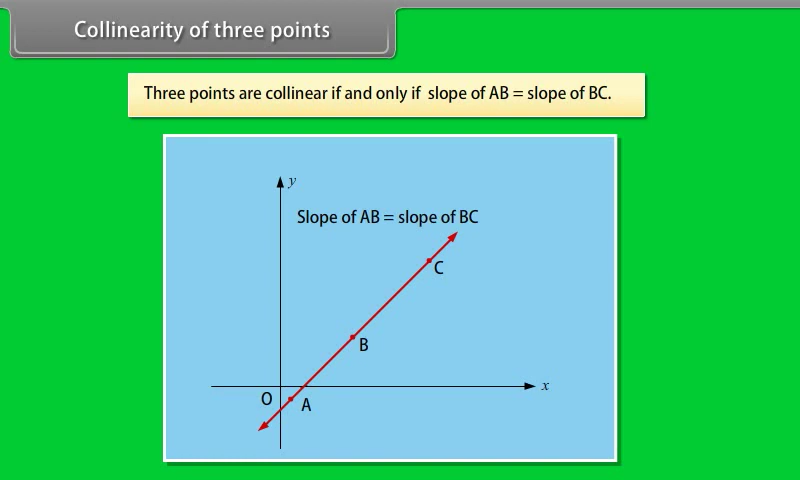 Collinearity of three points
Three points are collinear if and only if slope of AB = slope of BC.
y
Slope of AB = slope of BC
C
B
x
O
A